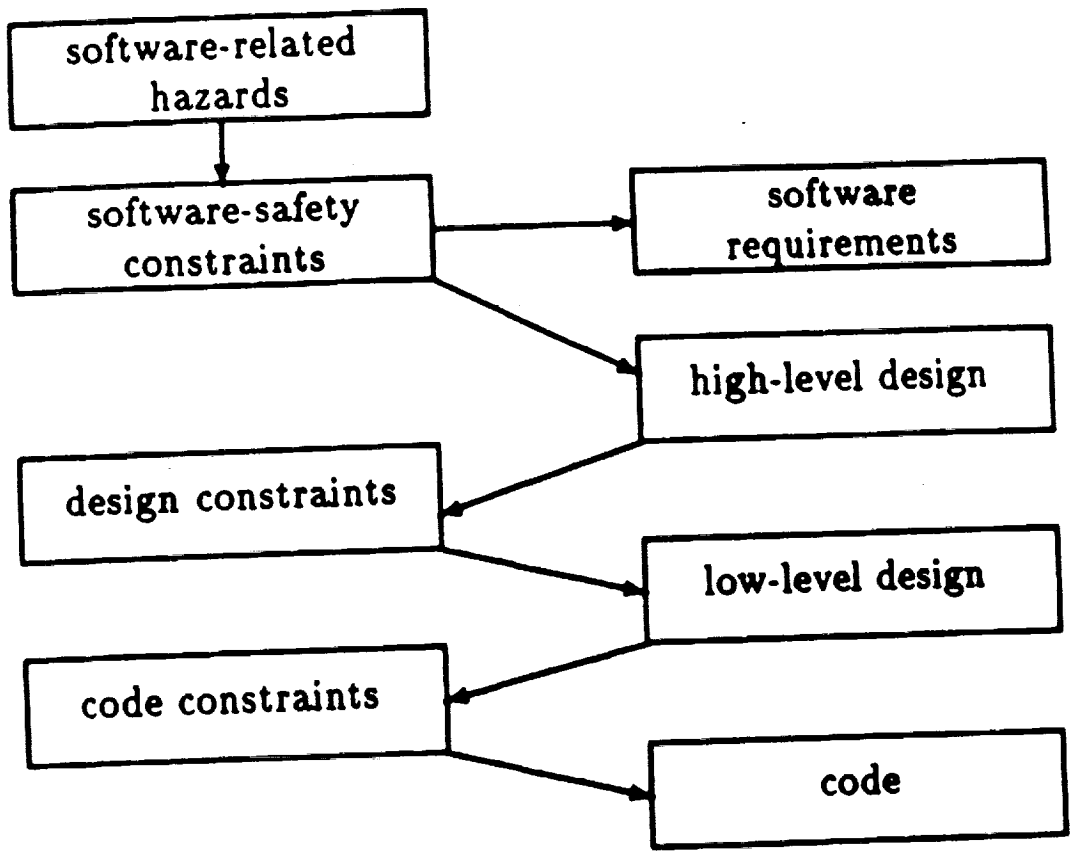 software-related
hazards
software-safety
constraints
software
requirements
high-level design
design constraints
low-level design
code constraints
code